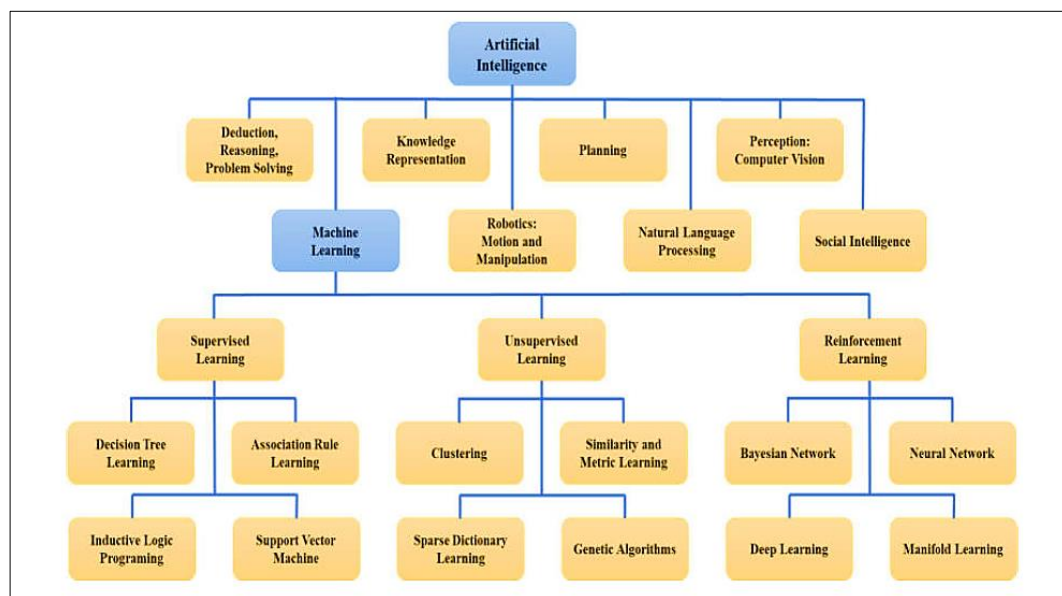 Artificial
Intelligence
Deduction,
Reasoning,
Problem Solving
Knowledge
Representation
Planning
Perception:
Computer Vision
Machine
Learning
Robotics:
Motion and
Manipulation
Natural Language
Processing
Social Intelligence
Supervised
Learning
Unsupervised
Learning
Reinforcement
Learning
Decision Tree
Learning
Association Rule
Learning
Clustering
Similarity and
Metric Learning
Bayesian Network
Neural Network
Inductive Logic
Programing
Support Vector
Machine
Sparse Dictionary
Learning
Genetic Algorithms
Deep Learning
Manifold Learning